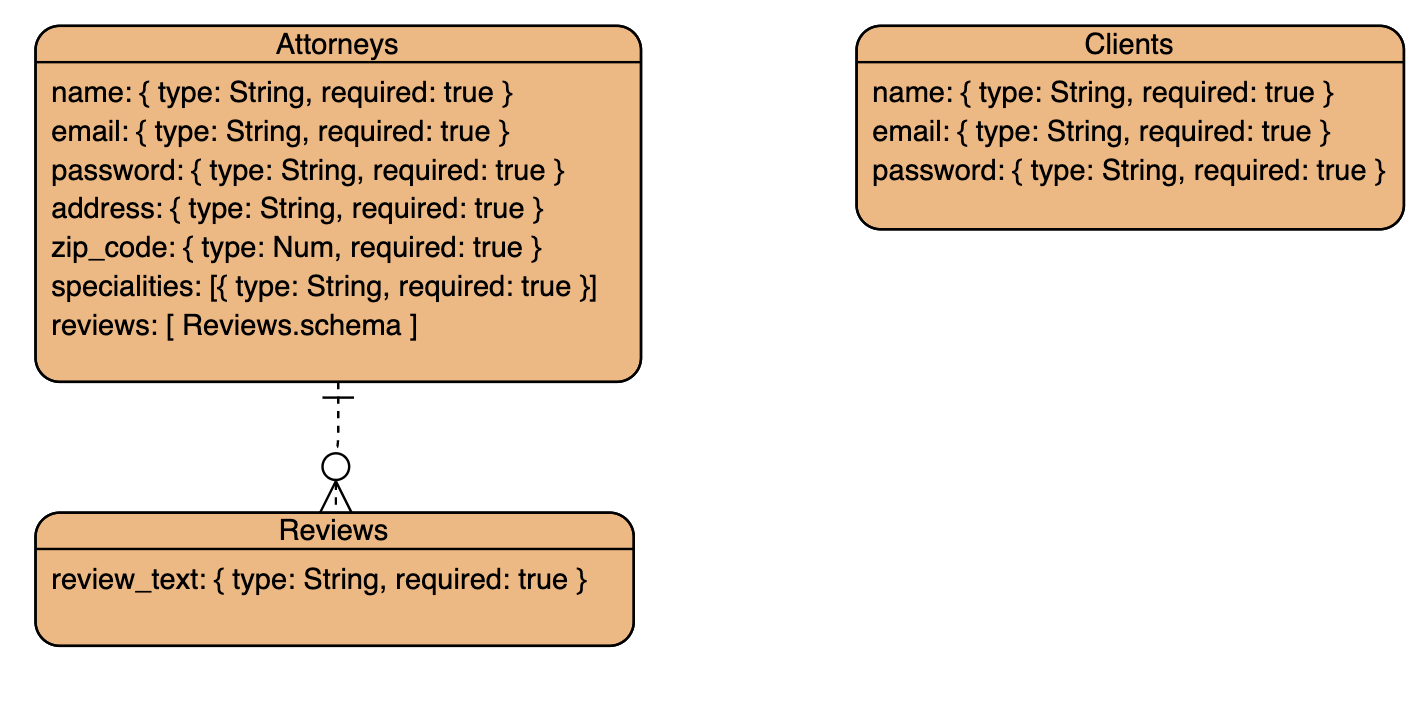 Attorneys
name: { type: String, required: true }
email: { type: String, required: true }
password: { type: String, required: true }
address: { type: String, required: true }
zip_code: { type: Num, required: true }
specialities: [{ type: String, required: true }]
reviews: [ Reviews.schema ]
Clients
name: { type: String, required: true }
email: { type: String, required: true }
password: { type: String, required: true }
Reviews
review_text: { type: String, required: true }